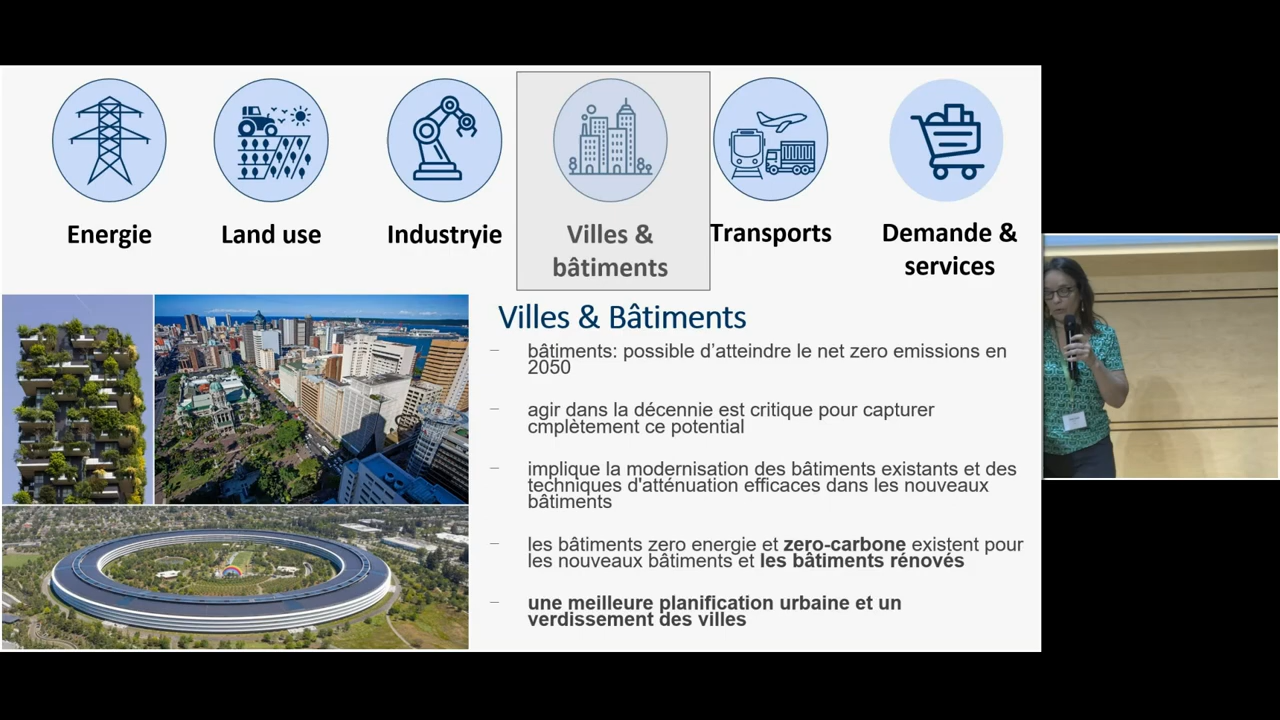 Energie
Land use
Industryie
Villes &
bâtiments
Transports
Demande &
services
Villes & Bâtiments
– bâtiments: possible d'atteindre le net zero emissions en
2050
– agir dans la décennie est critique pour capturer
cmplètement ce potential
– implique la modernisation des bâtiments existants et des
techniques d'atténuation efficaces dans les nouveaux
bâtiments
– les bâtiments zero energie et zero-carbone existent pour
les nouveaux bâtiments et les bâtiments rénovés
– une meilleure planification urbaine et un
verdissement des villes